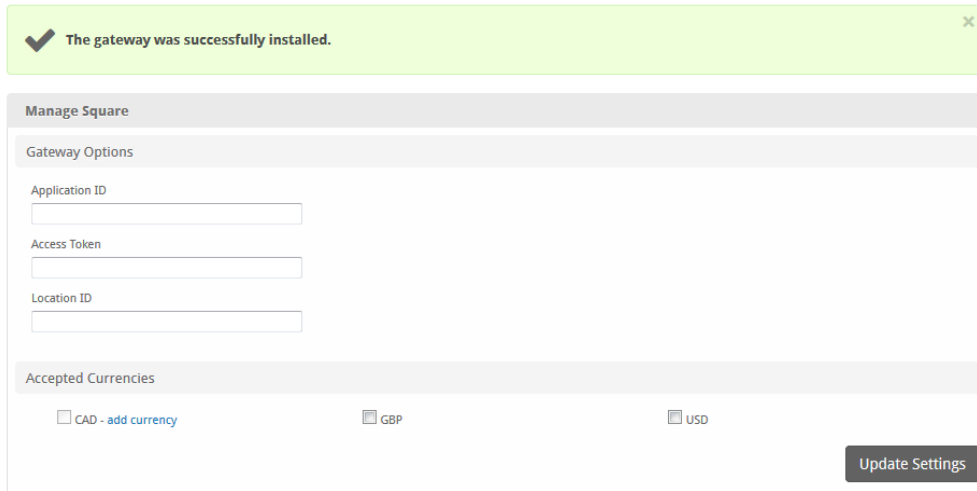 The gateway was successfully installed.
×
Manage Square
Gateway Options
Application ID
Access Token
Location ID
Accepted Currencies
CAD - add currency
GBP
USD
Update Settings